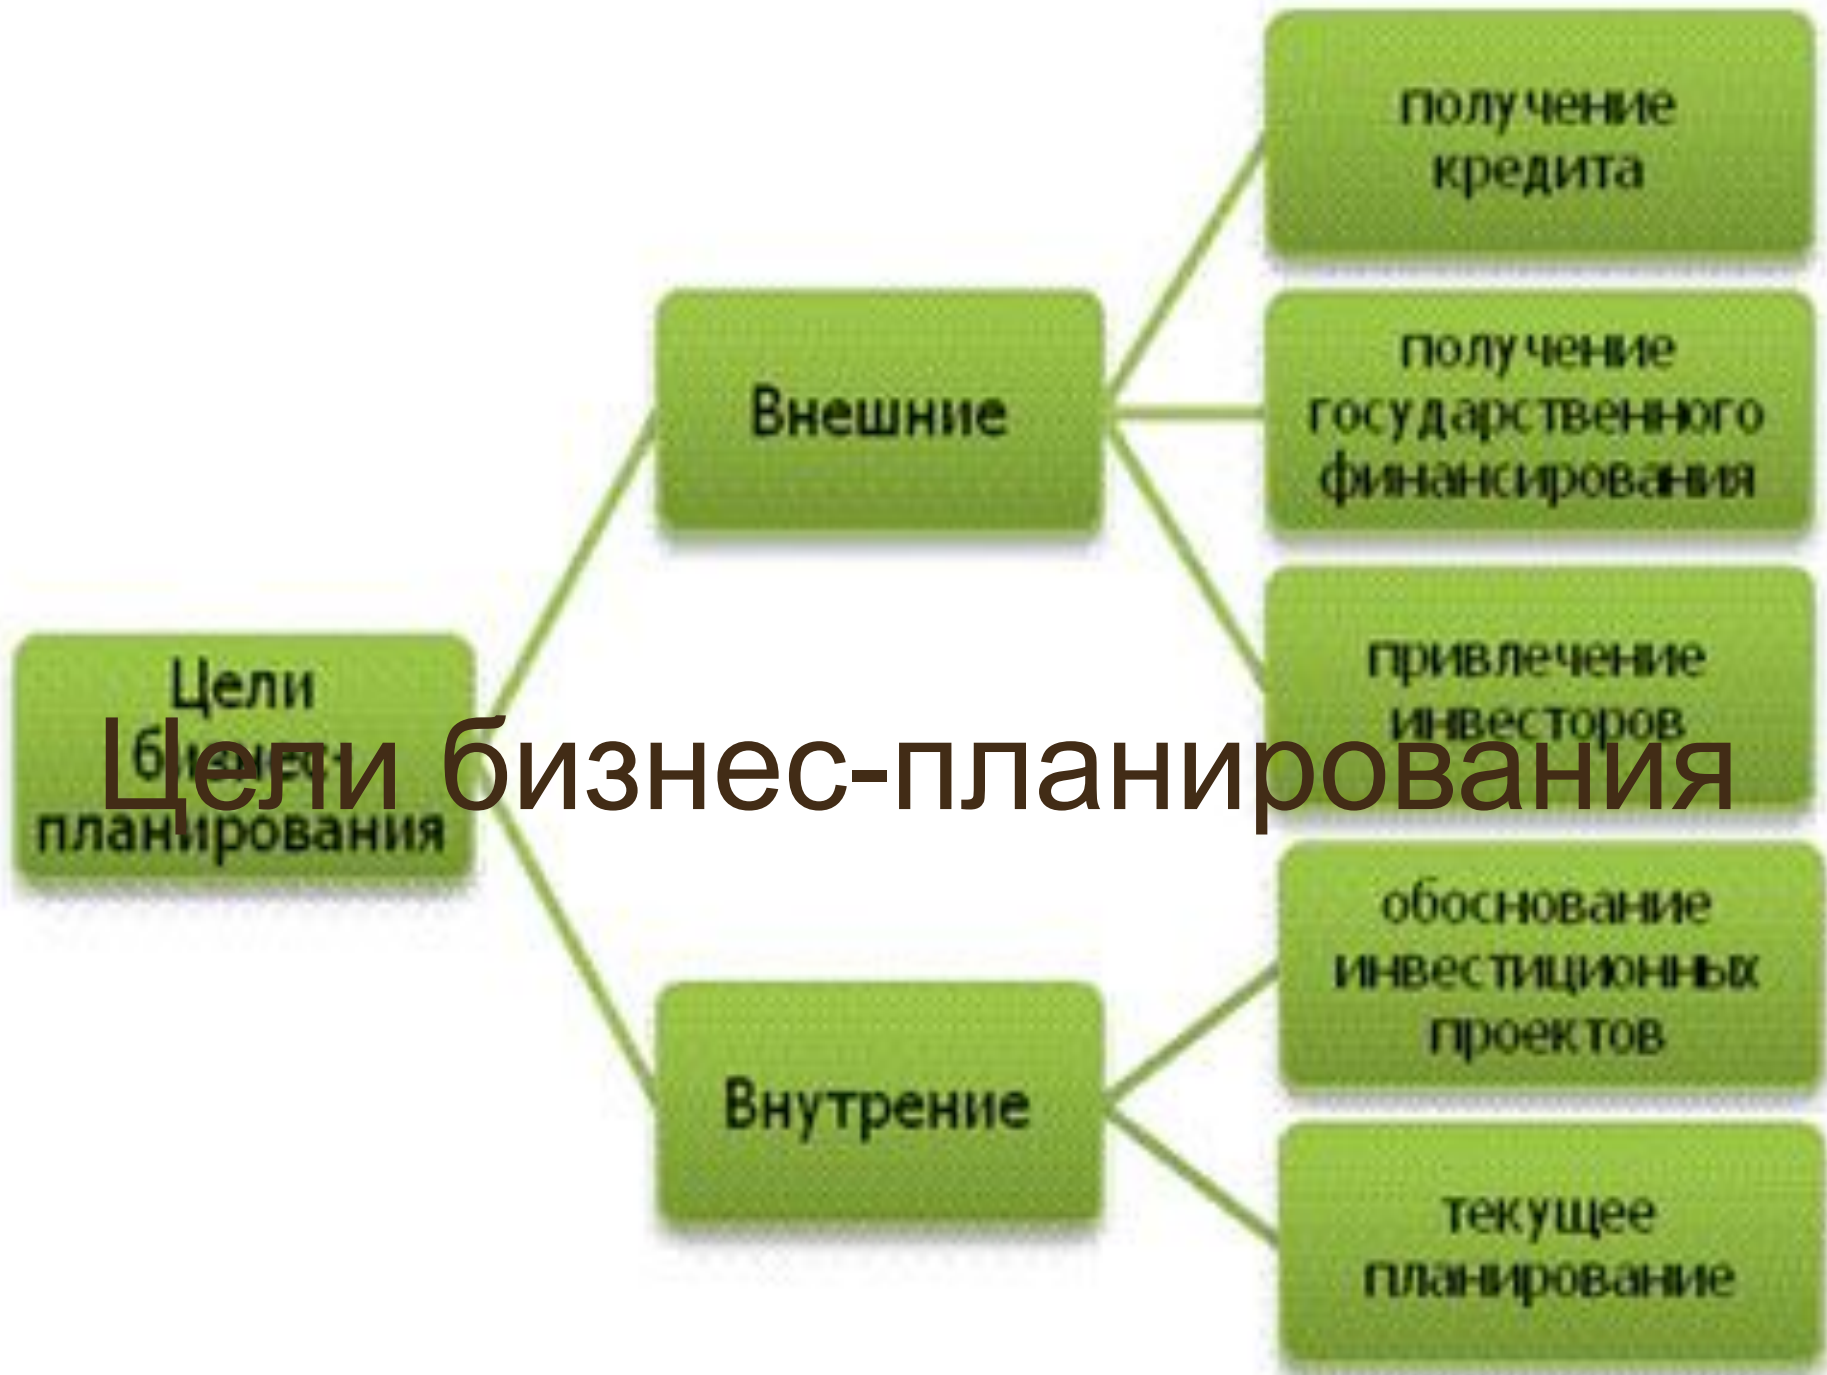 Цели
бизнес-
планирования
Цели бизнес-планирования
Внешние
получение
кредита
получение
государственного
финансирования
привлечение
инвесторов
Внутрение
обоснование
инвестиционных
проектов
текущее
планирование